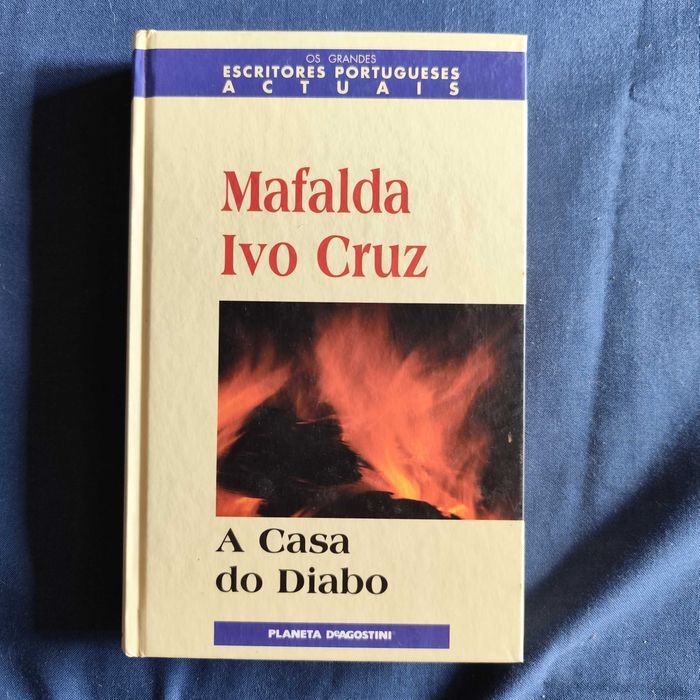 OS GRANDES
ESCRITORES PORTUGUESES
ACTUAIS
Mafalda
Ivo Cruz
A Casa
do Diabo
PLANETA DeAGOSTINI